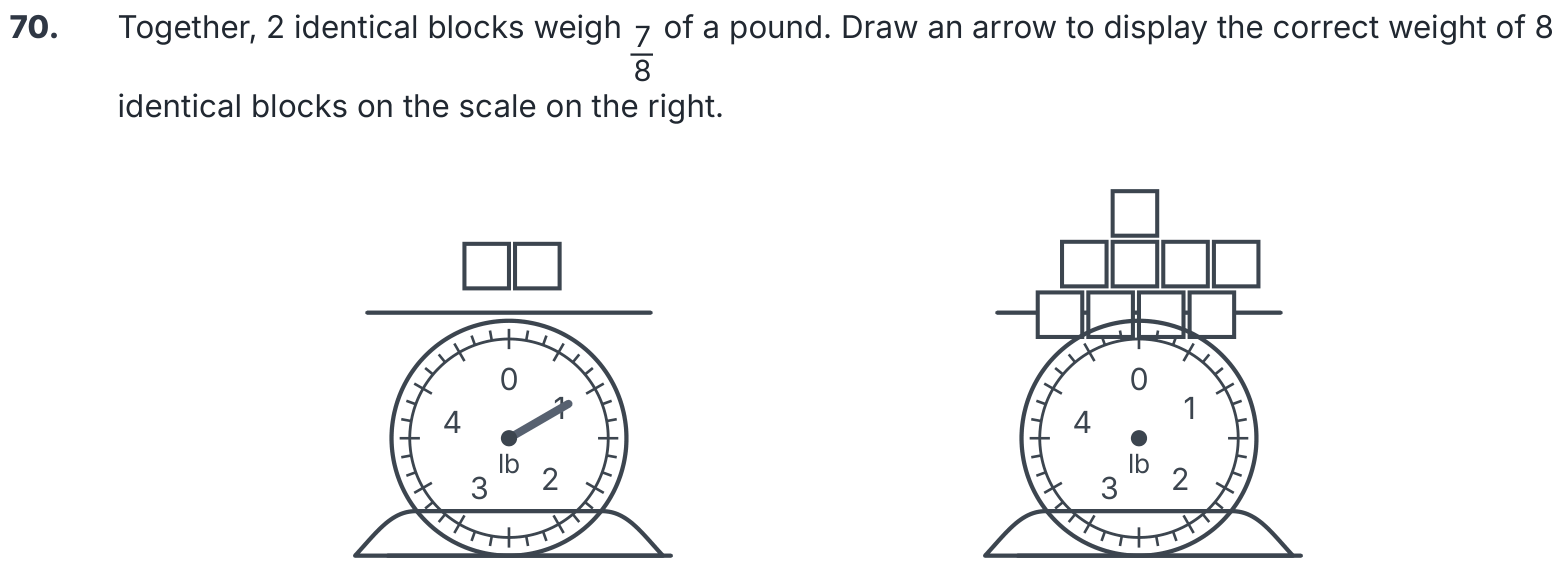 70. Together, 2 identical blocks weigh 7/8 of a pound. Draw an arrow to display the correct weight of 8
identical blocks on the scale on the right.
0
1
4
lb
2
3
0
1
4
lb
2
3